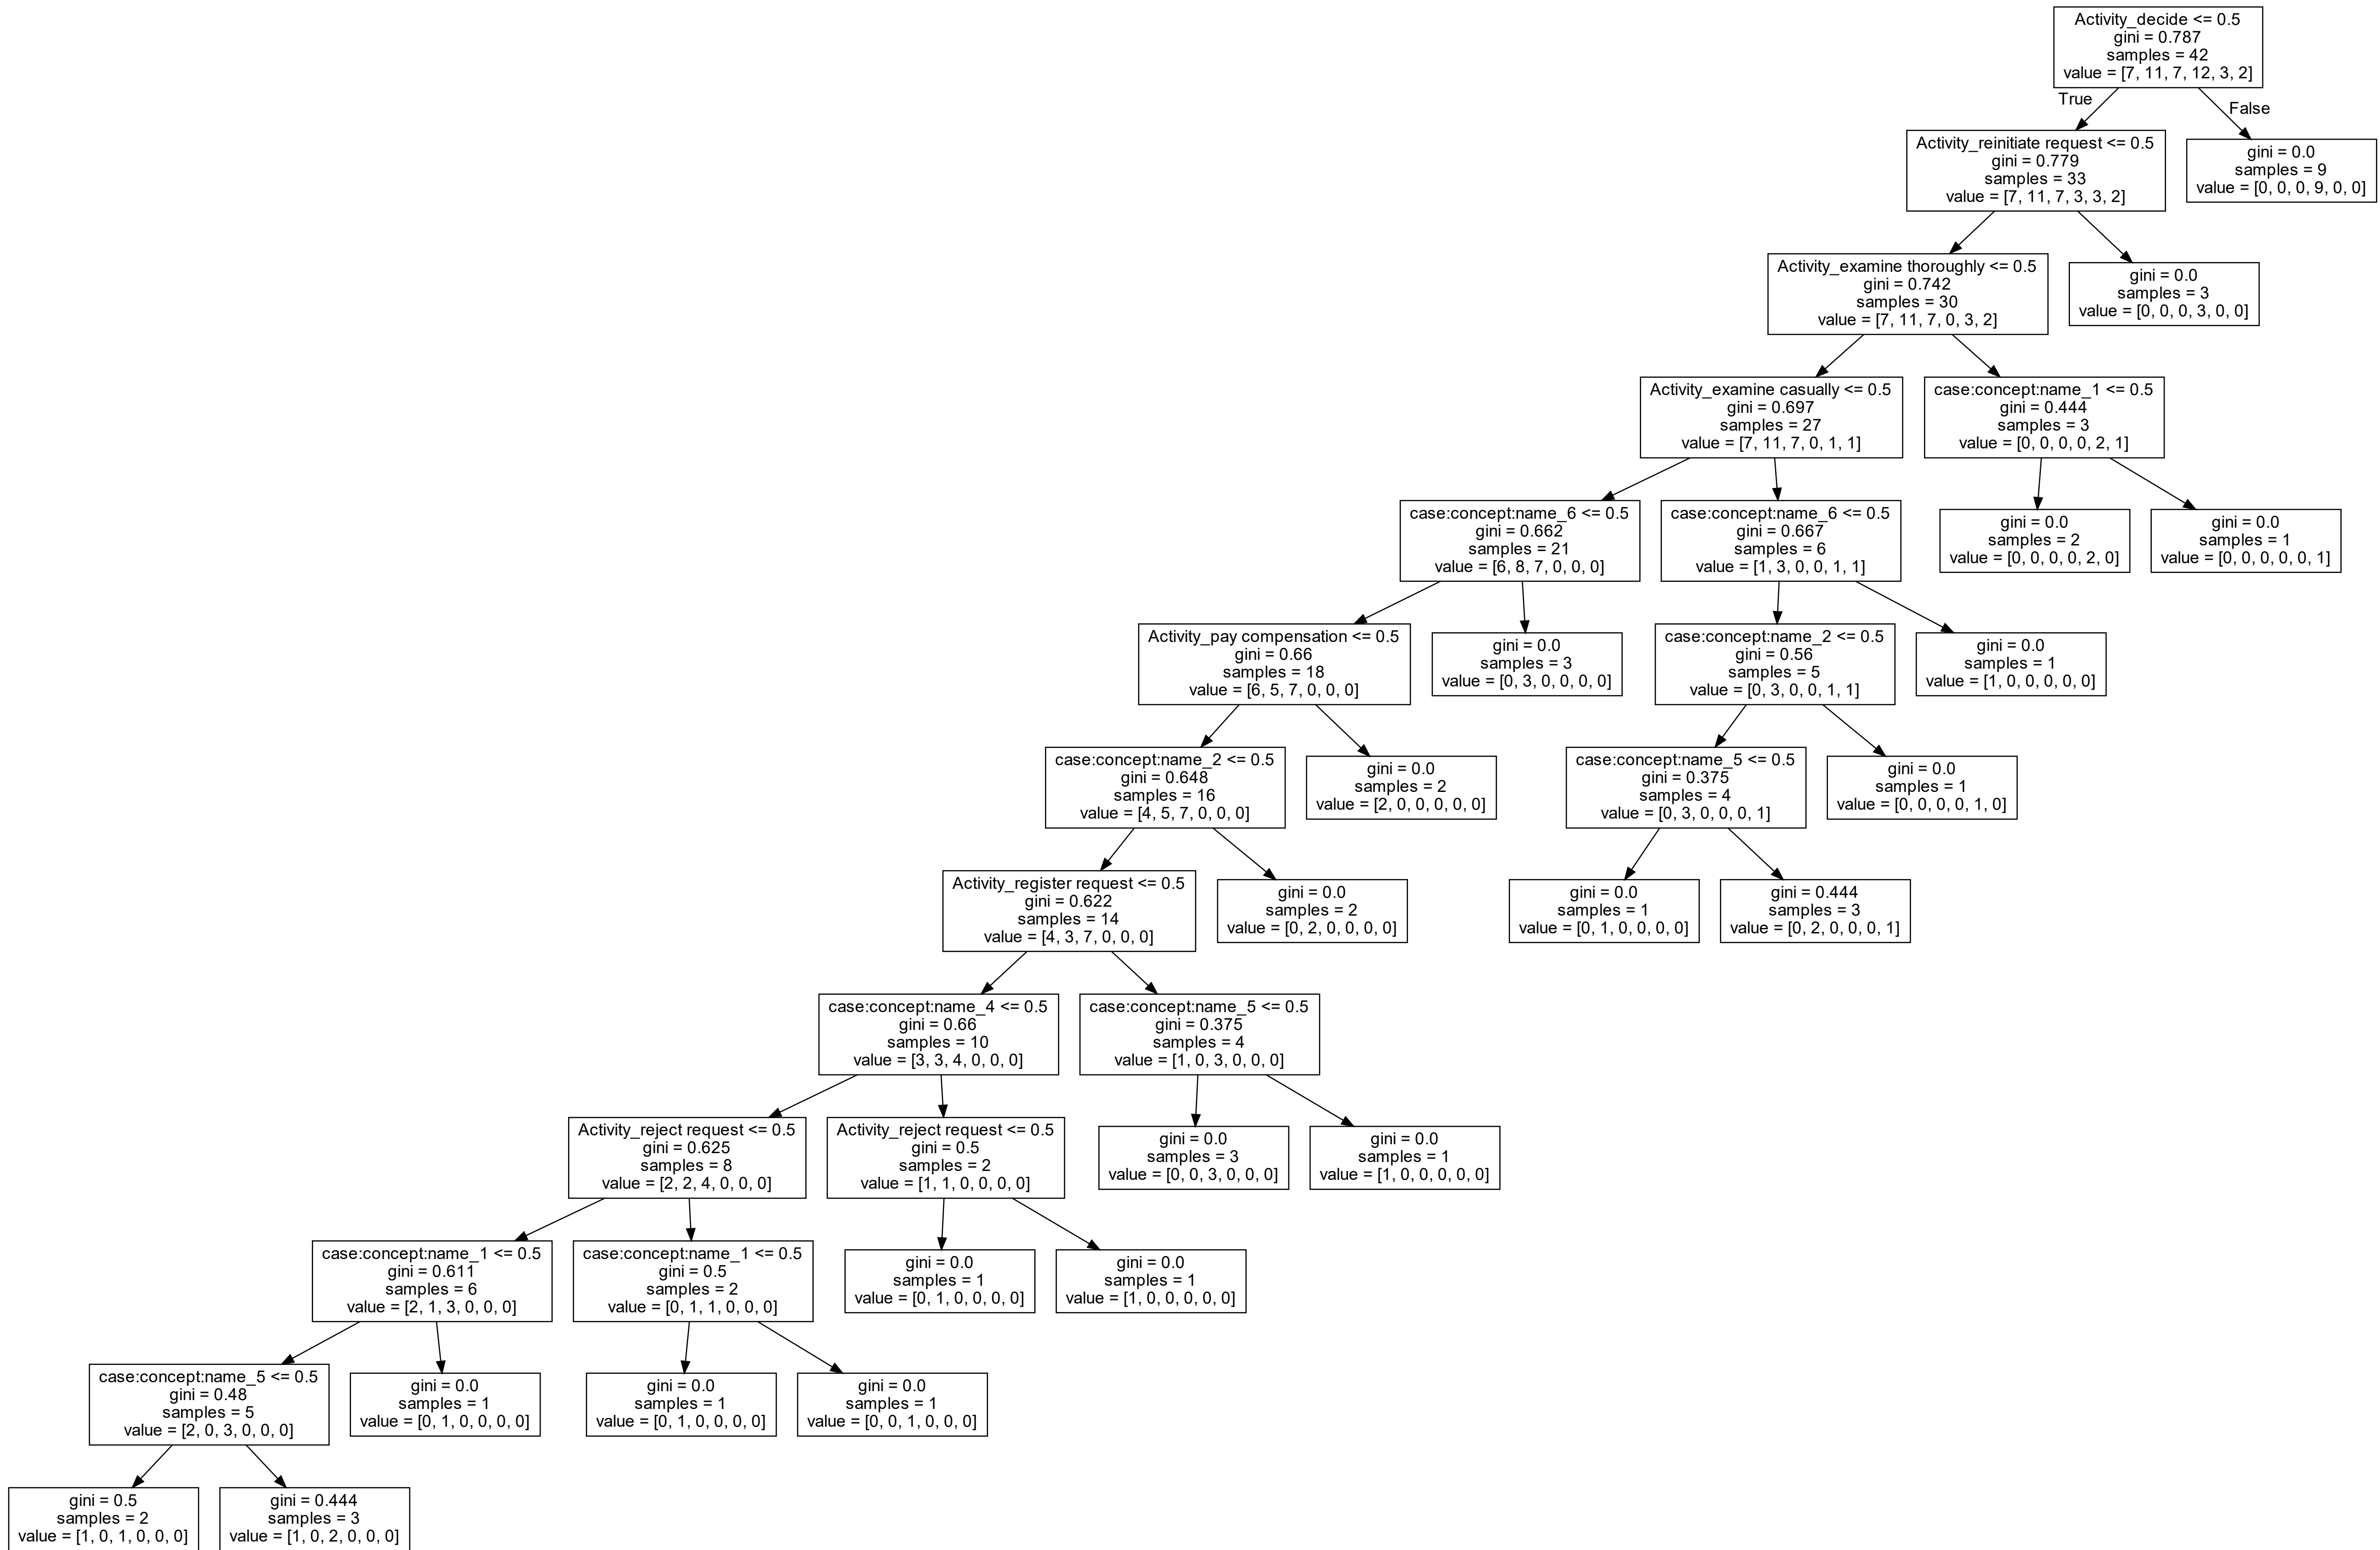 Activity_decide <= 0.5
gini = 0.787
samples = 42
value = [7, 11, 7, 12, 3, 2]
True
False
Activity_reinitiate request <= 0.5
gini = 0.779
samples = 33
value = [7, 11, 7, 3, 3, 2]
gini = 0.0
samples = 9
value = [0, 0, 0, 9, 0, 0]
Activity_examine thoroughly <= 0.5
gini = 0.742
samples = 30
value = [7, 11, 7, 0, 3, 2]
gini = 0.0
samples = 3
value = [0, 0, 0, 3, 0, 0]
Activity_examine casually <= 0.5
gini = 0.697
samples = 27
value = [7, 11, 7, 0, 1, 1]
case:concept:name_1 <= 0.5
gini = 0.444
samples = 3
value = [0, 0, 0, 0, 2, 1]
case:concept:name_6 <= 0.5
gini = 0.662
samples = 21
value = [6, 8, 7, 0, 0, 0]
case:concept:name_6 <= 0.5
gini = 0.667
samples = 6
value = [1, 3, 0, 0, 1, 1]
gini = 0.0
samples = 2
value = [0, 0, 0, 0, 2, 0]
gini = 0.0
samples = 1
value = [0, 0, 0, 0, 0, 1]
Activity_pay compensation <= 0.5
gini = 0.66
samples = 18
value = [6, 5, 7, 0, 0, 0]
gini = 0.0
samples = 3
value = [0, 3, 0, 0, 0, 0]
case:concept:name_2 <= 0.5
gini = 0.56
samples = 5
value = [0, 3, 0, 0, 1, 1]
gini = 0.0
samples = 1
value = [1, 0, 0, 0, 0, 0]
case:concept:name_2 <= 0.5
gini = 0.648
samples = 16
value = [4, 5, 7, 0, 0, 0]
gini = 0.0
samples = 2
value = [2, 0, 0, 0, 0, 0]
case:concept:name_5 <= 0.5
gini = 0.375
samples = 4
value = [0, 3, 0, 0, 0, 1]
gini = 0.0
samples = 1
value = [0, 0, 0, 0, 1, 0]
Activity_register request <= 0.5
gini = 0.622
samples = 14
value = [4, 3, 7, 0, 0, 0]
gini = 0.0
samples = 2
value = [0, 2, 0, 0, 0, 0]
gini = 0.0
samples = 1
value = [0, 1, 0, 0, 0, 0]
gini = 0.444
samples = 3
value = [0, 2, 0, 0, 0, 1]
case:concept:name_4 <= 0.5
gini = 0.66
samples = 10
value = [3, 3, 4, 0, 0, 0]
case:concept:name_5 <= 0.5
gini = 0.375
samples = 4
value = [1, 0, 3, 0, 0, 0]
Activity_reject request <= 0.5
gini = 0.625
samples = 8
value = [2, 2, 4, 0, 0, 0]
Activity_reject request <= 0.5
gini = 0.5
samples = 2
value = [1, 1, 0, 0, 0, 0]
gini = 0.0
samples = 3
value = [0, 0, 3, 0, 0, 0]
gini = 0.0
samples = 1
value = [1, 0, 0, 0, 0, 0]
case:concept:name_1 <= 0.5
gini = 0.611
samples = 6
value = [2, 1, 3, 0, 0, 0]
case:concept:name_1 <= 0.5
gini = 0.5
samples = 2
value = [0, 1, 1, 0, 0, 0]
gini = 0.0
samples = 1
value = [0, 1, 0, 0, 0, 0]
gini = 0.0
samples = 1
value = [1, 0, 0, 0, 0, 0]
case:concept:name_5 <= 0.5
gini = 0.48
samples = 5
value = [2, 0, 3, 0, 0, 0]
gini = 0.0
samples = 1
value = [0, 1, 0, 0, 0, 0]
gini = 0.0
samples = 1
value = [0, 1, 0, 0, 0, 0]
gini = 0.0
samples = 1
value = [0, 0, 1, 0, 0, 0]
gini = 0.5
samples = 2
value = [1, 0, 1, 0, 0, 0]
gini = 0.444
samples = 3
value = [1, 0, 2, 0, 0, 0]